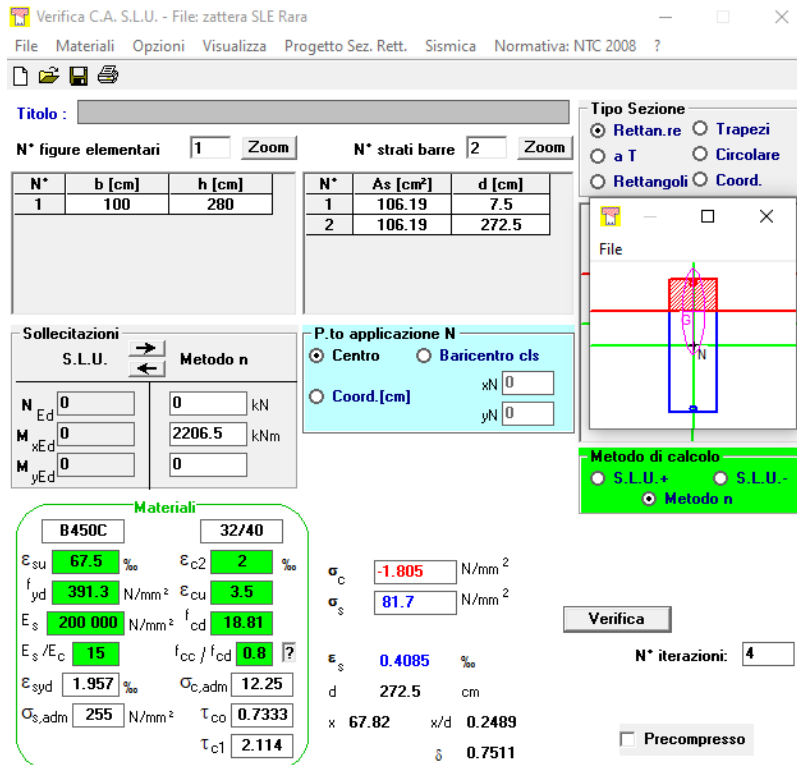 Verifica C.A. S.L.U. - File: zattera SLE Rara
File Materiali Opzioni Visualizza Progetto Sez. Rett. Sismica Normativa: NTC 2008 ?
Titolo :
N° figure elementari 1 Zoom
N° strati barre 2 Zoom
N° b [cm] h [cm]
1 100 280
N° As [cm²] d [cm]
1 106.19 7.5
2 106.19 272.5
Tipo Sezione
Rettan.re Trapezi
a T Circolare
Rettangoli Coord.
File
G
N
Sollecitazioni
S.L.U. Metodo n
N Ed 0 0 kN
M xEd 0 2206.5 kNm
M yEd 0 0
P.to applicazione N
Centro Baricentro cls
Coord.[cm] xN 0
yN 0
Metodo di calcolo
S.L.U.+ S.L.U.-
Metodo n
Materiali
B450C 32/40
εsu 67.5 ‰ εc2 2 ‰
fyd 391.3 N/mm² εcu 3.5
Es 200 000 N/mm² fcd 18.81
Es/Ec 15 fcc / fcd 0.8 ?
εsyd 1.957 ‰ σc,adm 12.25
σs,adm 255 N/mm² τco 0.7333
τc1 2.114
σc -1.805 N/mm²
σs 81.7 N/mm²
εs 0.4085 ‰
d 272.5 cm
x 67.82 x/d 0.2489
δ 0.7511
Verifica
N° iterazioni: 4
Precompresso